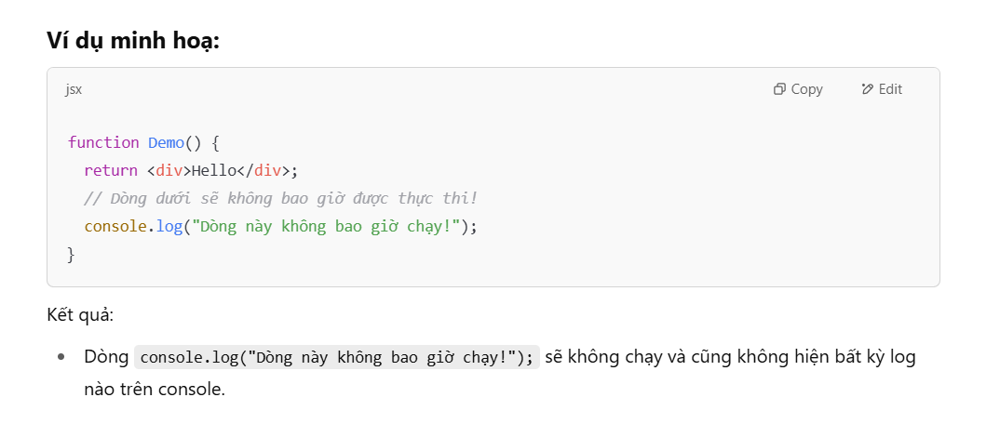 Ví dụ minh hoạ:
jsx
Copy
Edit
function Demo() {
  return <div>Hello</div>;
  // Dòng dưới sẽ không bao giờ được thực thi!
  console.log("Dòng này không bao giờ chạy!");
}
Kết quả:
• Dòng console.log("Dòng này không bao giờ chạy!"); sẽ không chạy và cũng không hiện bất kỳ log
nào trên console.